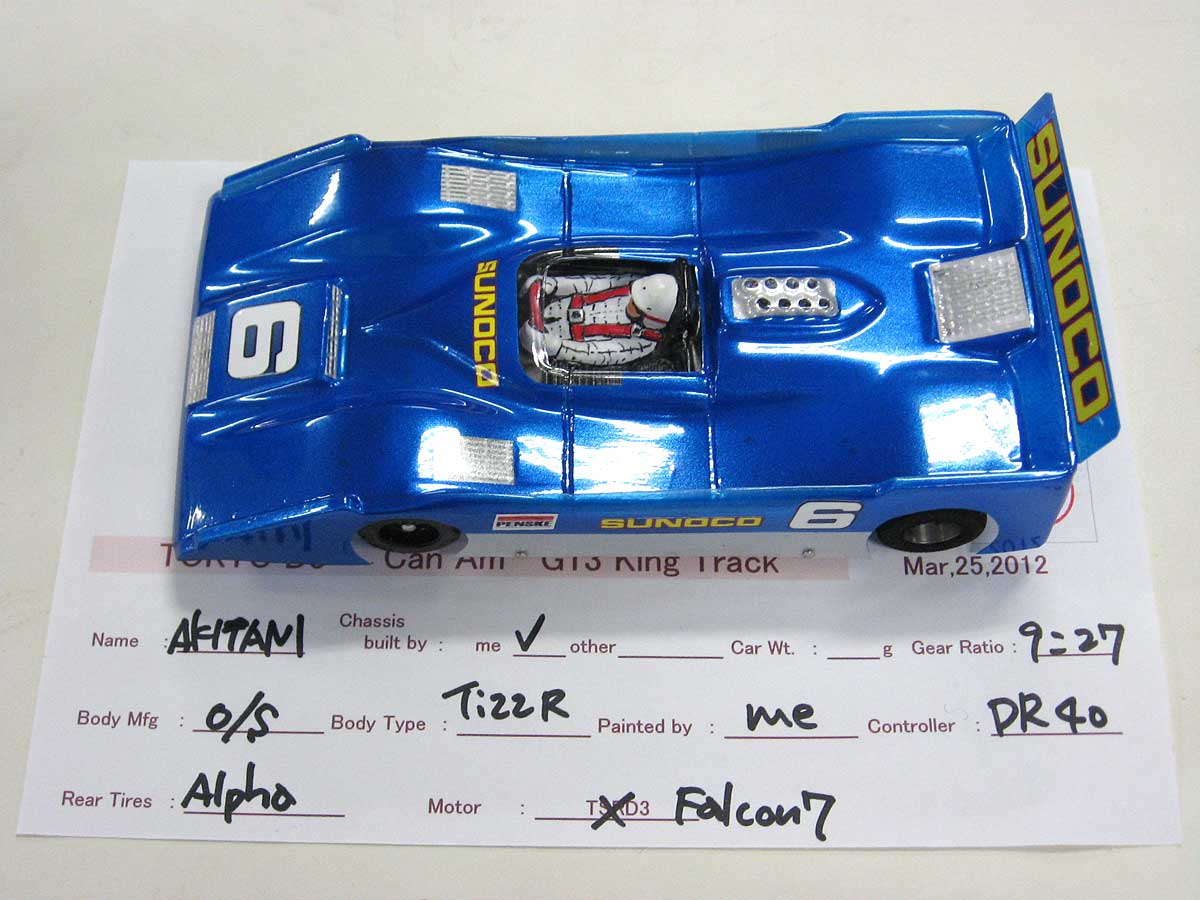 SUNOCO
6
SUNOCO
PENSKE
SUNOCO 6
Can Am GT3 King Track Mar,25,2012
Name : AKITANI Chassis built by : me ✓ other Car Wt. : g Gear Ratio : 9:27
Body Mfg : O/S Body Type : TizzR Painted by : me Controller : DR40
Rear Tires : Alpha Motor : TSRD3 X Falcon7